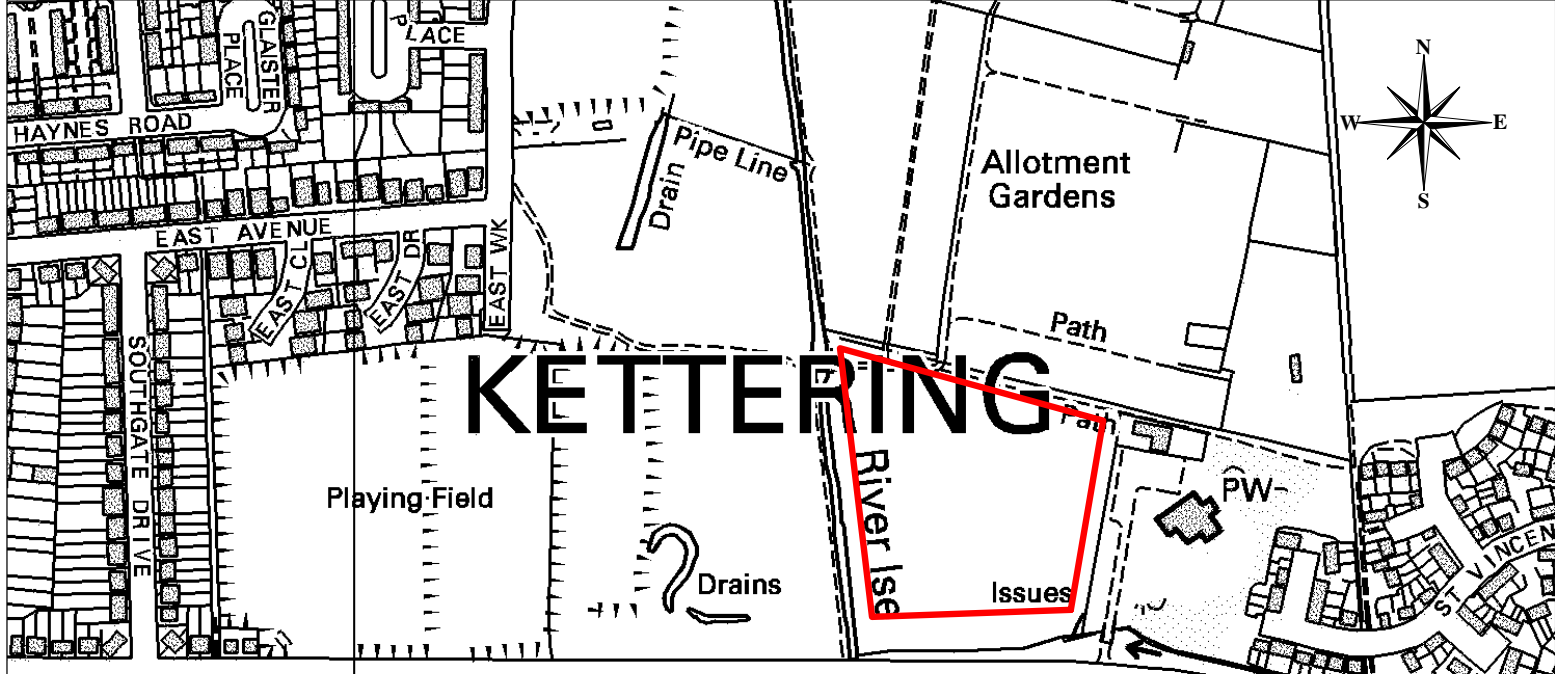 PLACE
GLAISTER
PLACE
HAYNES ROAD
N
W
E
S
Pipe Line
Drain
Allotment
Gardens
EAST AVENUE
EAST CL
EAST DR
EAST WK
SOUTHGATE DRIVE
Path
KETTERING
Path
River Ise
Playing Field
PW
Drains
Issues
ST VINCEN